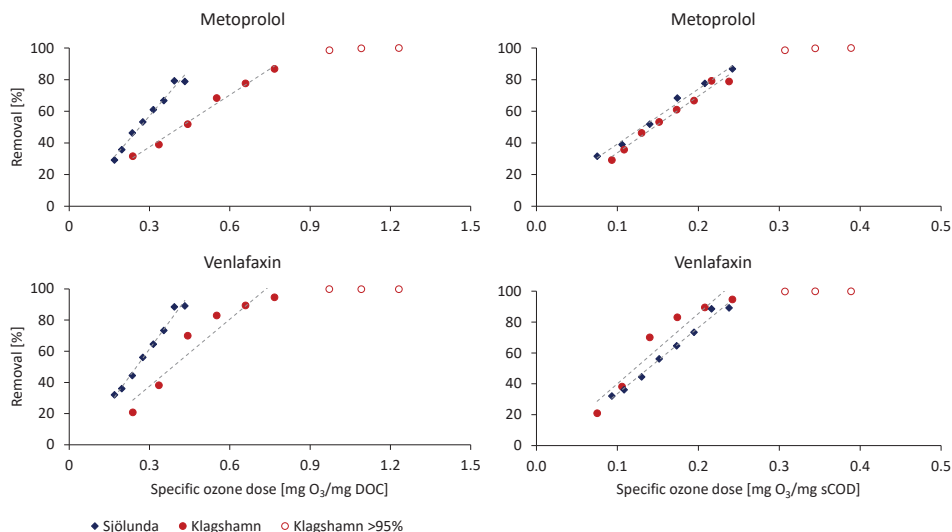 Metoprolol
Metoprolol
100
80
60
40
20
0
Removal [%]
0 0.3 0.6 0.9 1.2 1.5
100
80
60
40
20
0
0.0 0.1 0.2 0.3 0.4 0.5
Venlafaxin
Venlafaxin
100
80
60
40
20
0
Removal [%]
0 0.3 0.6 0.9 1.2 1.5
Specific ozone dose [mg O₃/mg DOC]
100
80
60
40
20
0
0.0 0.1 0.2 0.3 0.4 0.5
Specific ozone dose [mg O₃/mg sCOD]
Sjölunda Klagshamn Klagshamn >95%